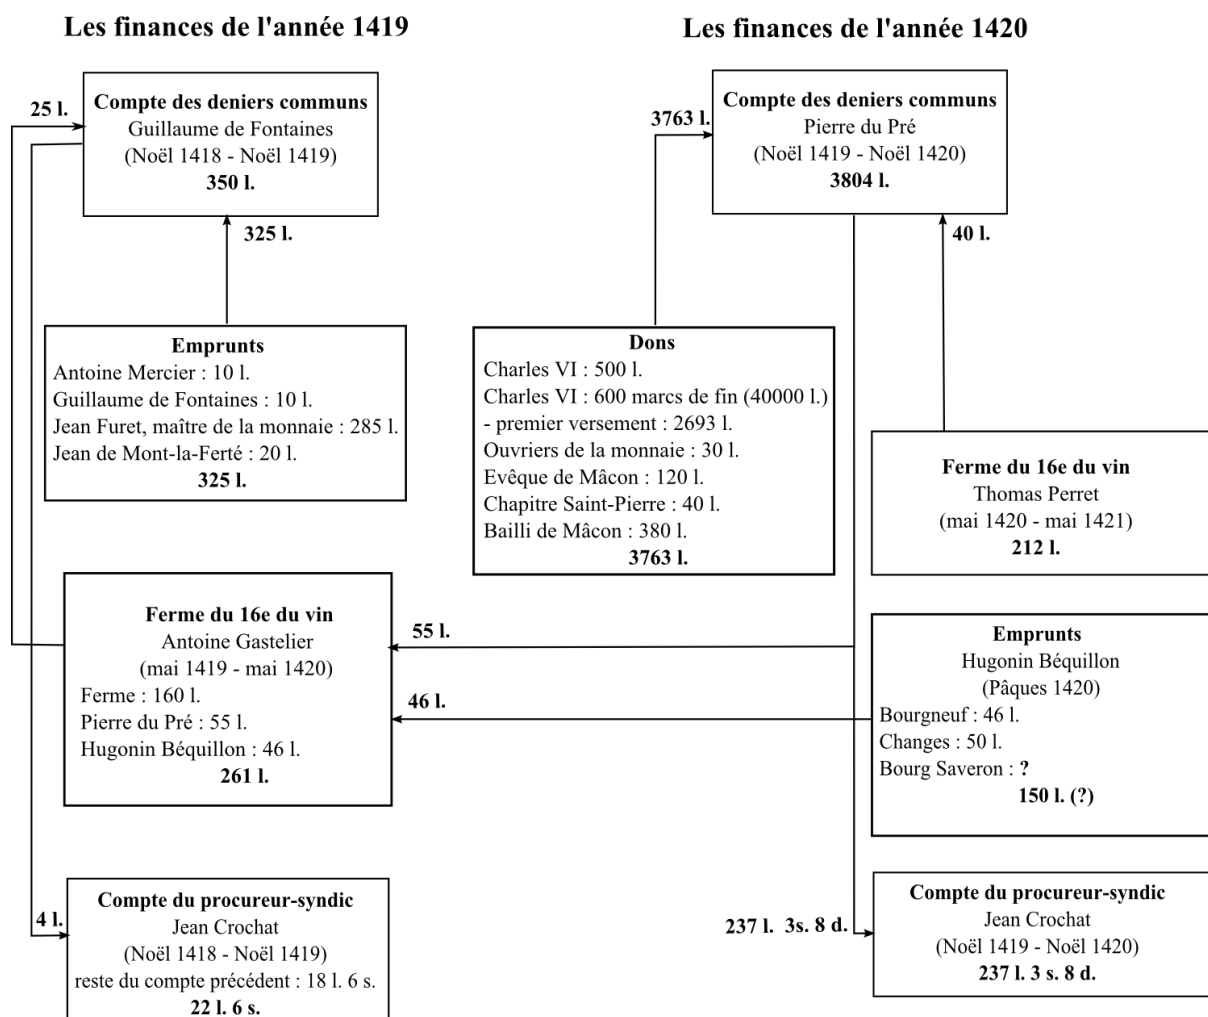 Les finances de l'année 1419
25 l.
Compte des deniers communs
Guillaume de Fontaines
(Noël 1418 - Noël 1419)
350 l.
325 l.
Emprunts
Antoine Mercier : 10 l.
Guillaume de Fontaines : 10 l.
Jean Furet, maître de la monnaie : 285 l.
Jean de Mont-la-Ferté : 20 l.
325 l.
Ferme du 16e du vin
Antoine Gastelier
(mai 1419 - mai 1420)
Ferme : 160 l.
Pierre du Pré : 55 l.
Hugonin Béquillon : 46 l.
261 l.
4 l.
Compte du procureur-syndic
Jean Crochat
(Noël 1418 - Noël 1419)
reste du compte précédent : 18 l. 6 s.
22 l. 6 s.
Les finances de l'année 1420
3763 l.
Compte des deniers communs
Pierre du Pré
(Noël 1419 - Noël 1420)
3804 l.
40 l.
Dons
Charles VI : 500 l.
Charles VI : 600 marcs de fin (40000 l.)
- premier versement : 2693 l.
Ouvriers de la monnaie : 30 l.
Evêque de Mâcon : 120 l.
Chapitre Saint-Pierre : 40 l.
Bailli de Mâcon : 380 l.
3763 l.
Ferme du 16e du vin
Thomas Perret
(mai 1420 - mai 1421)
212 l.
55 l.
46 l.
Emprunts
Hugonin Béquillon
(Pâques 1420)
Bourgneuf : 46 l.
Changes : 50 l.
Bourg Saveron : ?
150 l. (?)
237 l. 3s. 8 d.
Compte du procureur-syndic
Jean Crochat
(Noël 1419 - Noël 1420)
237 l. 3 s. 8 d.